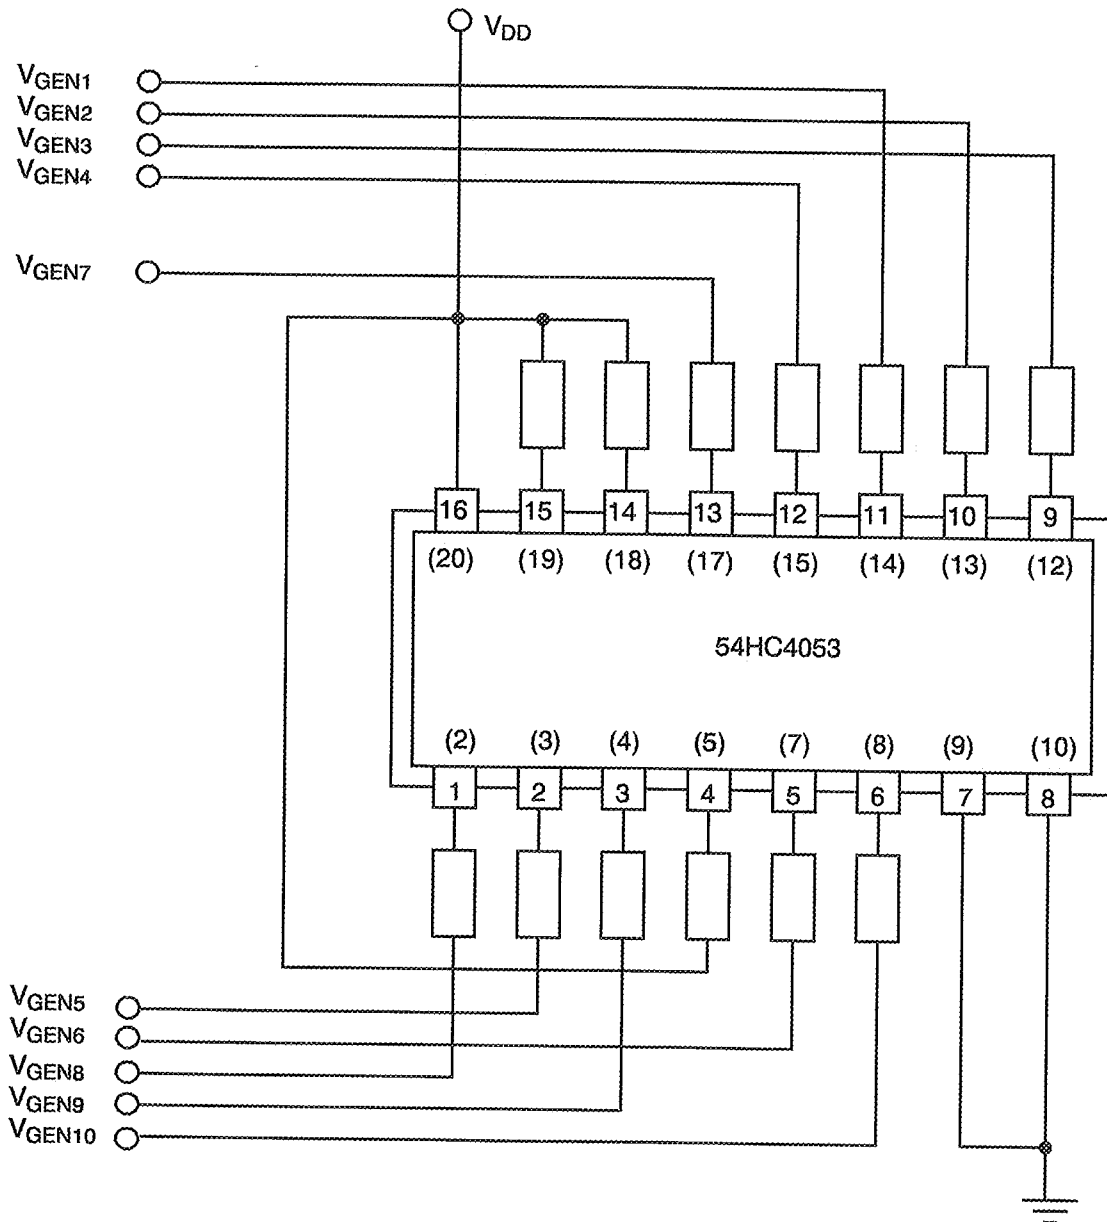 VDD
VGEN1
VGEN2
VGEN3
VGEN4
VGEN7
16 15 14 13 12 11 10 9
(20) (19) (18) (17) (15) (14) (13) (12)
54HC4053
(2) (3) (4) (5) (7) (8) (9) (10)
1 2 3 4 5 6 7 8
VGEN5
VGEN6
VGEN8
VGEN9
VGEN10